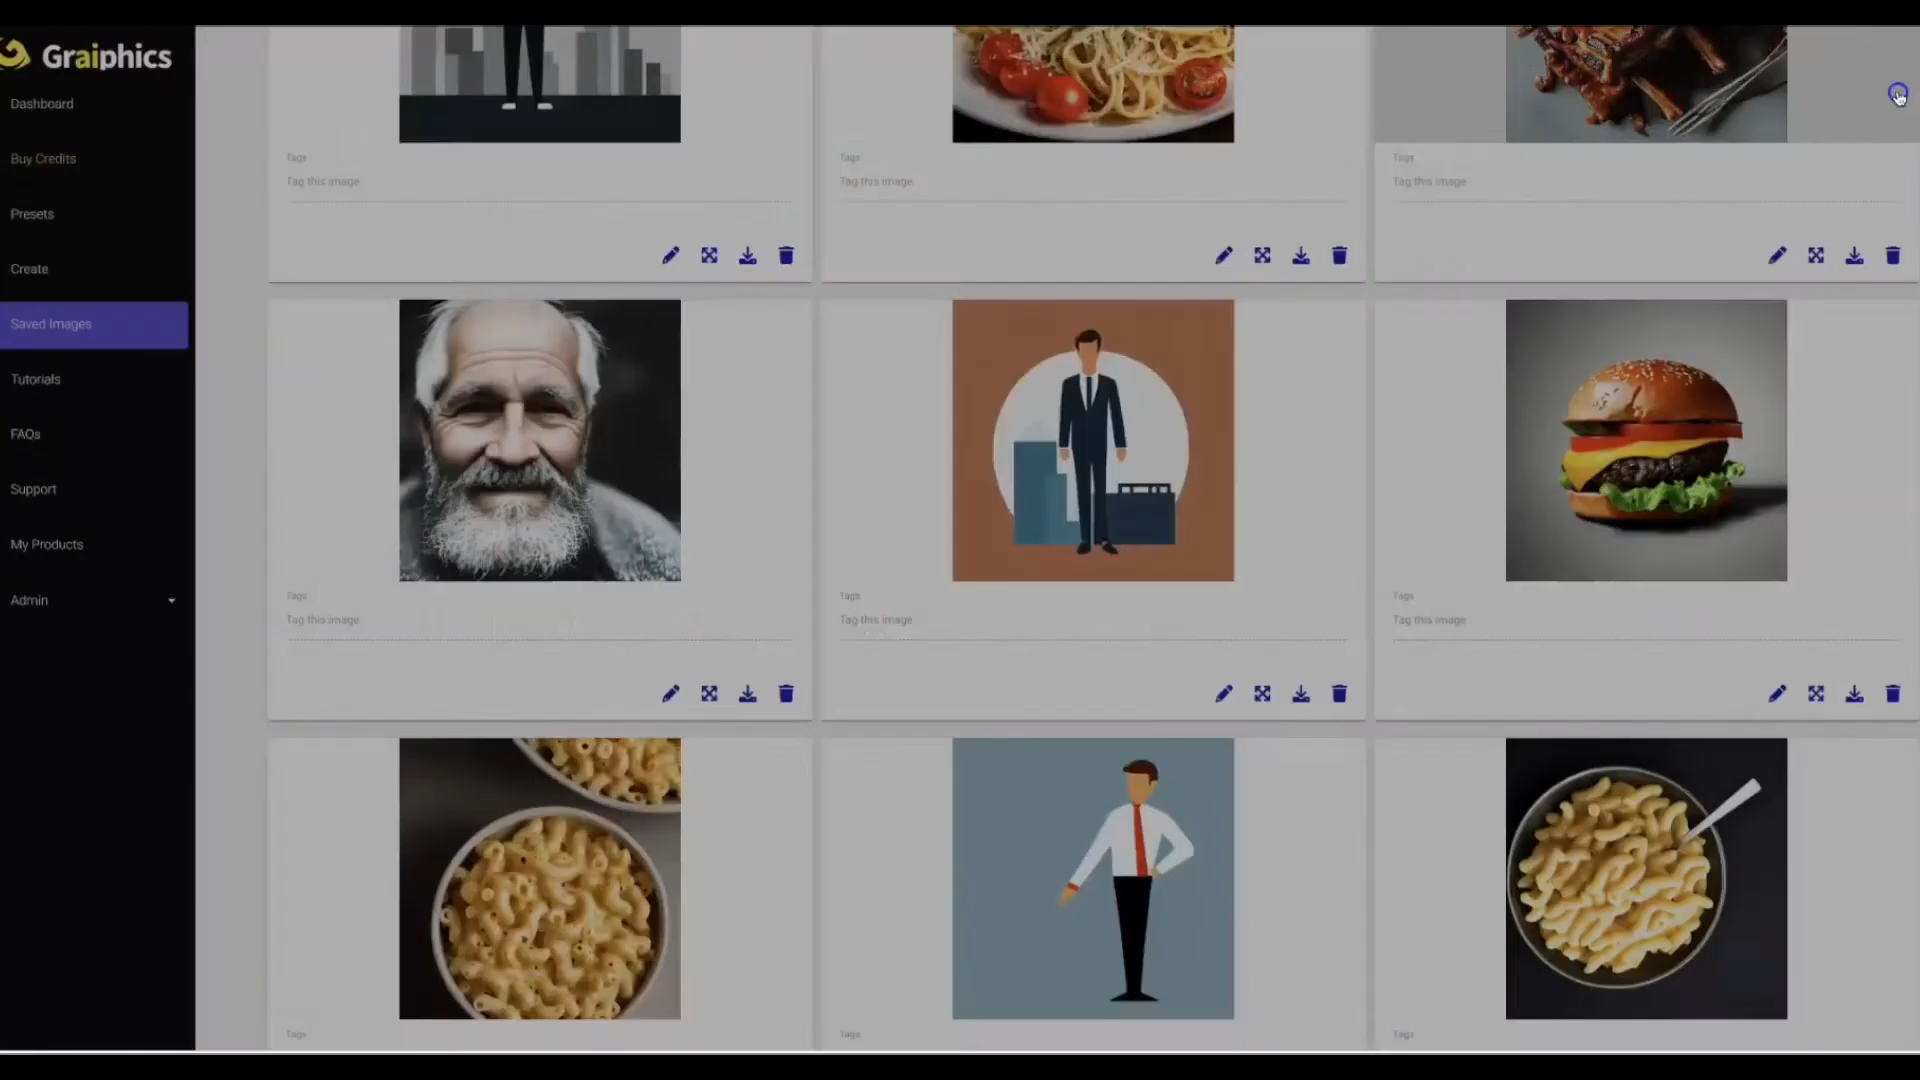 Graiphics
Dashboard
Buy Credits
Presets
Create
Saved Images
Tutorials
FAQs
Support
My Products
Admin
Tags
Tag this image
Tags
Tag this image
Tags
Tag this image
Tags
Tag this image
Tags
Tag this image
Tags
Tag this image
Tags
Tags
Tags